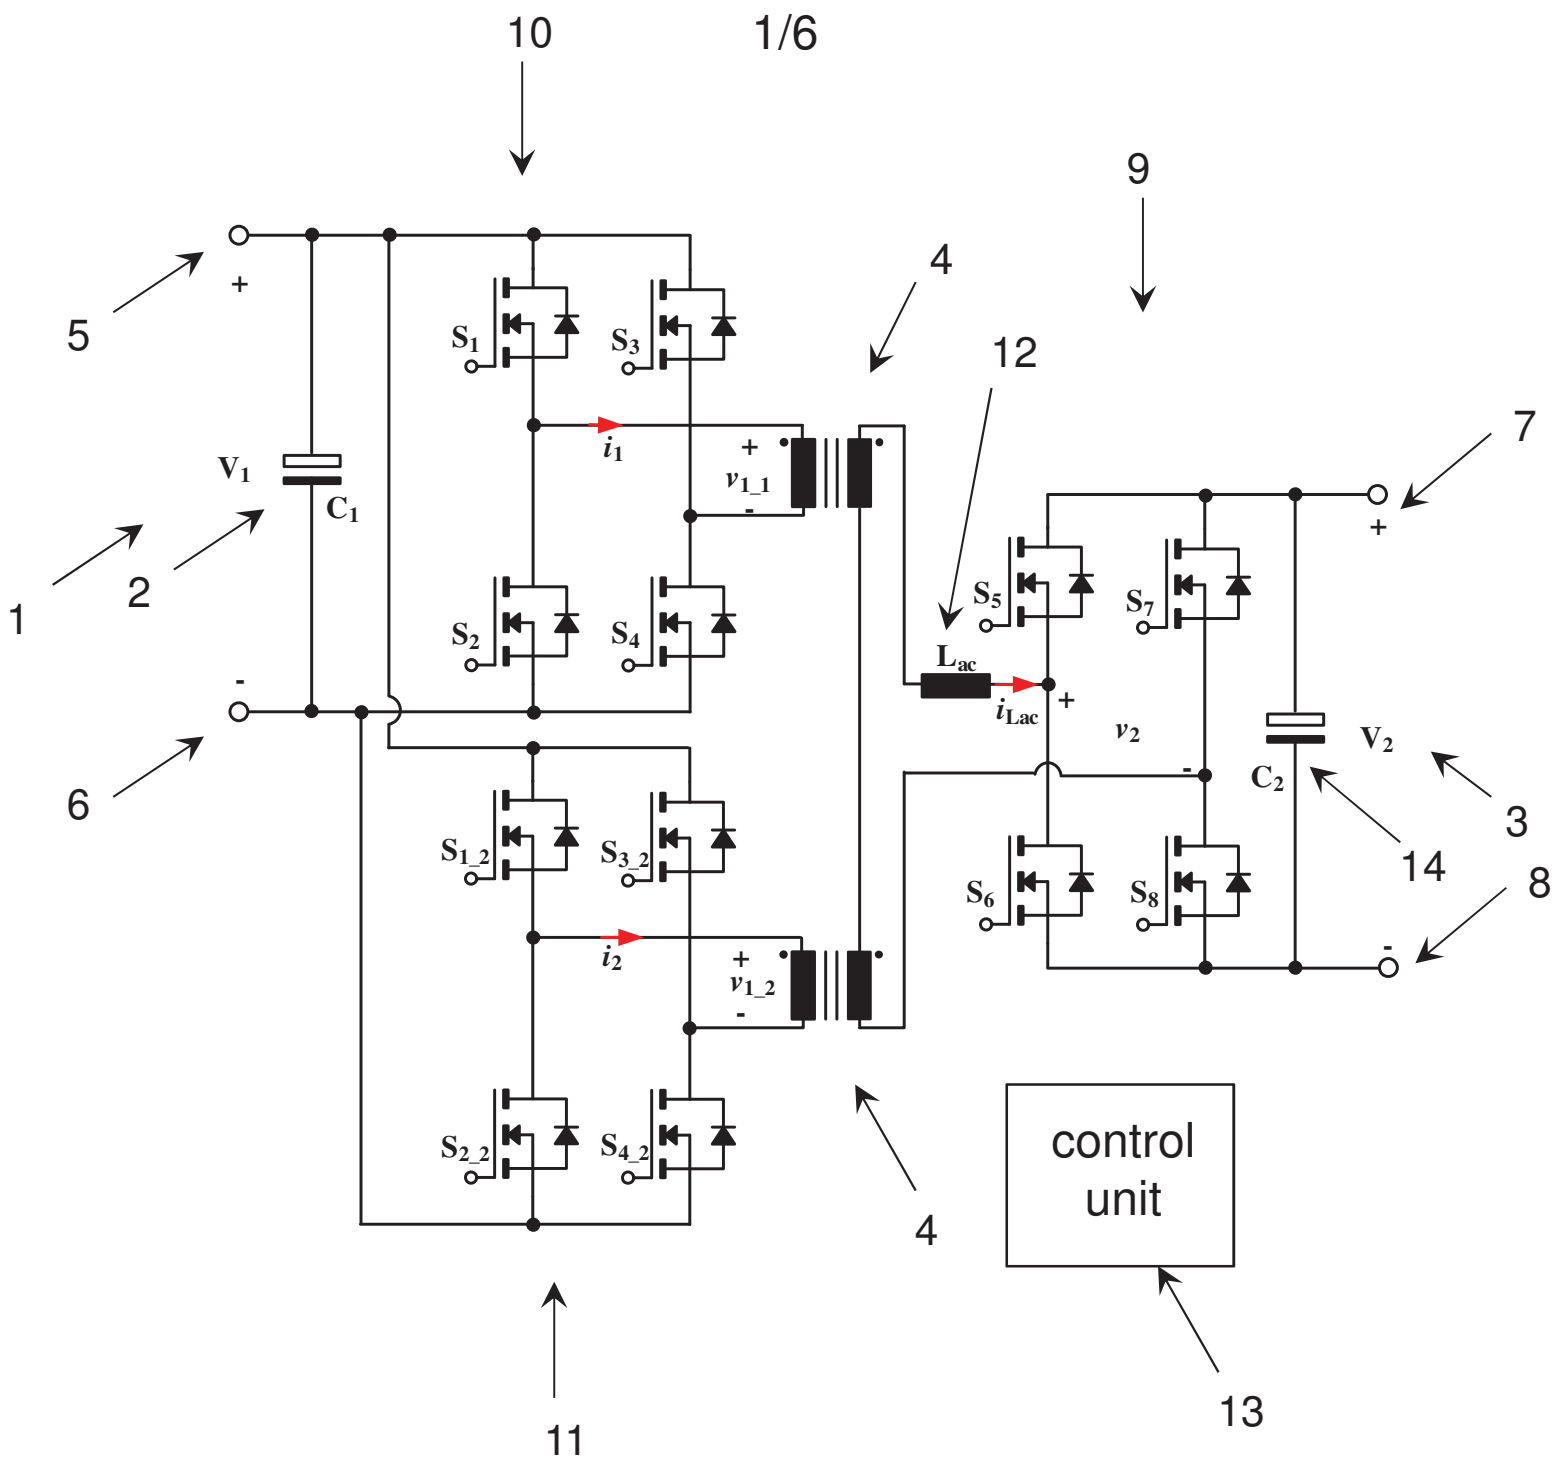 10
1/6
9
4
5
+
S1
S3
12
7
i1
+
v1_1
-
V1
C1
+
1
2
S5
S7
S2
S4
Lac
-
iLac
+
v2
-
V2
C2
3
6
14
8
S1_2
S3_2
S6
S8
i2
+
v1_2
-
-
S2_2
S4_2
control
unit
4
13
11